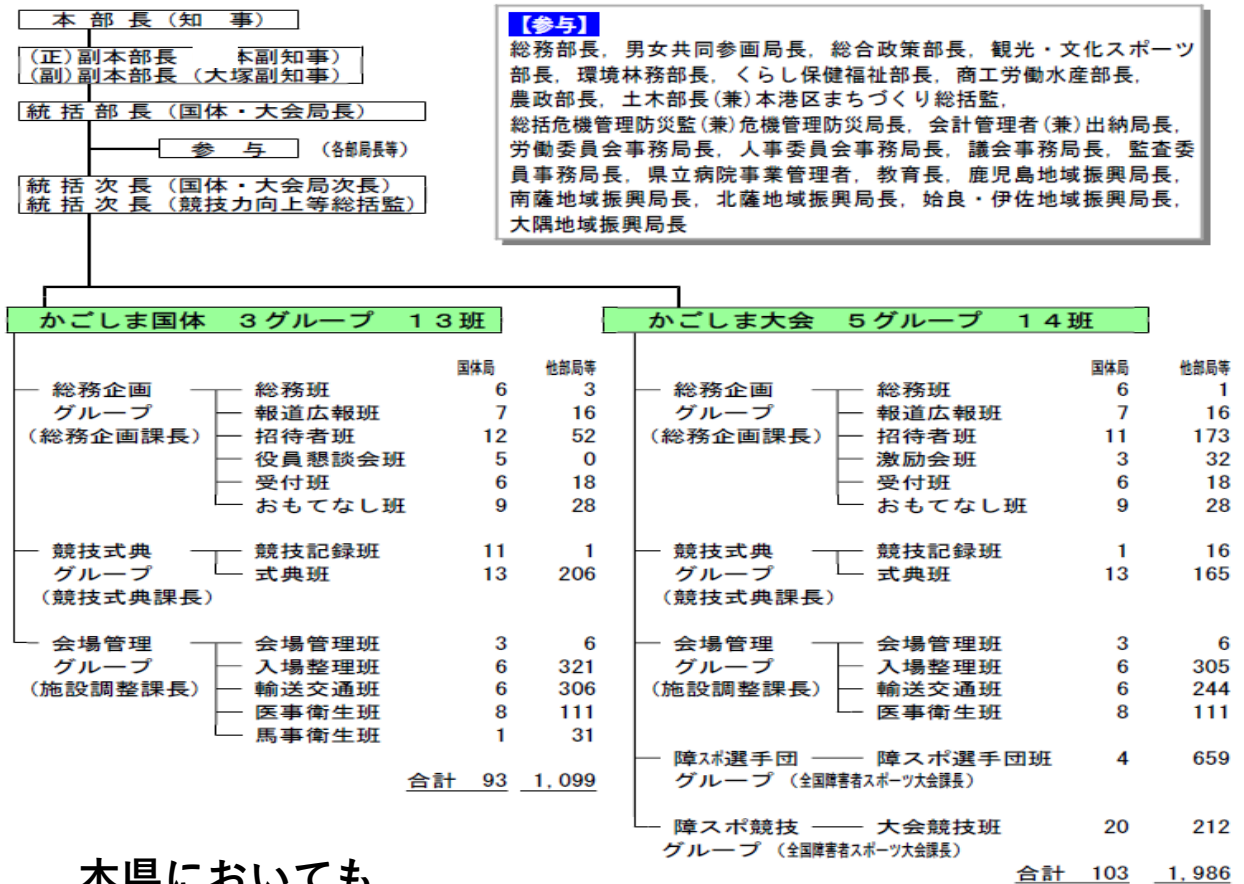 本 部 長（知　事）
(正)副本部長　　本副知事）
(副)副本部長（大塚副知事）
統 括 部 長（国体・大会局長）
参　与　（各部局長等）
統 括 次 長（国体・大会局次長）
統 括 次 長（競技力向上等総括監）
【参与】
総務部長，男女共同参画局長，総合政策部長，観光・文化スポーツ
部長，環境林務部長，くらし保健福祉部長，商工労働水産部長，
農政部長，土木部長(兼)本港区まちづくり総括監，
総括危機管理防災監(兼)危機管理防災局長，会計管理者(兼)出納局長，
労働委員会事務局長，人事委員会事務局長，議会事務局長，監査委
員事務局長，県立病院事業管理者，教育長，鹿児島地域振興局長，
南薩地域振興局長，北薩地域振興局長，姶良・伊佐地域振興局長，
大隅地域振興局長
かごしま国体　３グループ　１３班
国体局　他部局等
総務企画　総務班　6　3
グループ　報道広報班　7　16
（総務企画課長）　招待者班　12　52
役員懇談会班　5　0
受付班　6　18
おもてなし班　9　28
競技式典　競技記録班　11　1
グループ　式典班　13　206
（競技式典課長）
会場管理　会場管理班　3　6
グループ　入場整理班　6　321
（施設調整課長）　輸送交通班　6　306
医事衛生班　8　111
馬事衛生班　1　31
合計　93　1,099
かごしま大会　５グループ　１４班
国体局　他部局等
総務企画　総務班　6　1
グループ　報道広報班　7　16
（総務企画課長）　招待者班　11　173
激励会班　3　32
受付班　6　18
おもてなし班　9　28
競技式典　競技記録班　1　16
グループ　式典班　13　165
（競技式典課長）
会場管理　会場管理班　3　6
グループ　入場整理班　6　305
（施設調整課長）　輸送交通班　6　244
医事衛生班　8　111
障スポ選手団　障スポ選手団班　4　659
グループ（全国障害者スポーツ大会課長）
障スポ競技　大会競技班　20　212
グループ（全国障害者スポーツ大会課長）
合計　103　1,986
本県においても